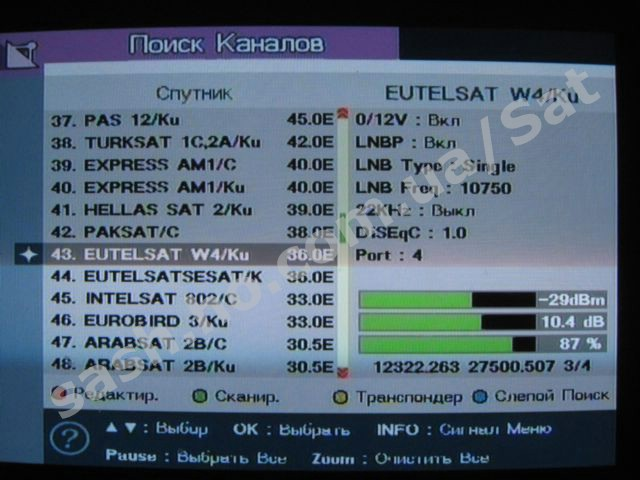 Поиск Каналов
Спутник
37. PAS 12/Ku 45.0E
38. TURKSAT 1C,2A/Ku 42.0E
39. EXPRESS AM1/C 40.0E
40. EXPRESS AM1/Ku 40.0E
41. HELLAS SAT 2/Ku 39.0E
42. PAKSAT/C 38.0E
43. EUTELSAT W4/Ku 36.0E
44. EUTELSATSESAT/K 36.0E
45. INTELSAT 802/C 33.0E
46. EUROBIRD 3/Ku 33.0E
47. ARABSAT 2B/C 30.5E
48. ARABSAT 2B/Ku 30.5E
EUTELSAT W4/Ku
0/12V : Вкл
LNBP : Вкл
LNB Type : Single
LNB Freq : 10750
22KHz : Выкл
DiSEqC : 1.0
Port : 4
-29dBm
10.4 dB
87 %
12322.263 27500.507 3/4
Редактир. Сканир. Транспондер Слепой Поиск
? ▲▼ : Выбор OK : Выбрать INFO : Сигнал Меню
Pause : Выбрать Все Zoom : Очистить Все